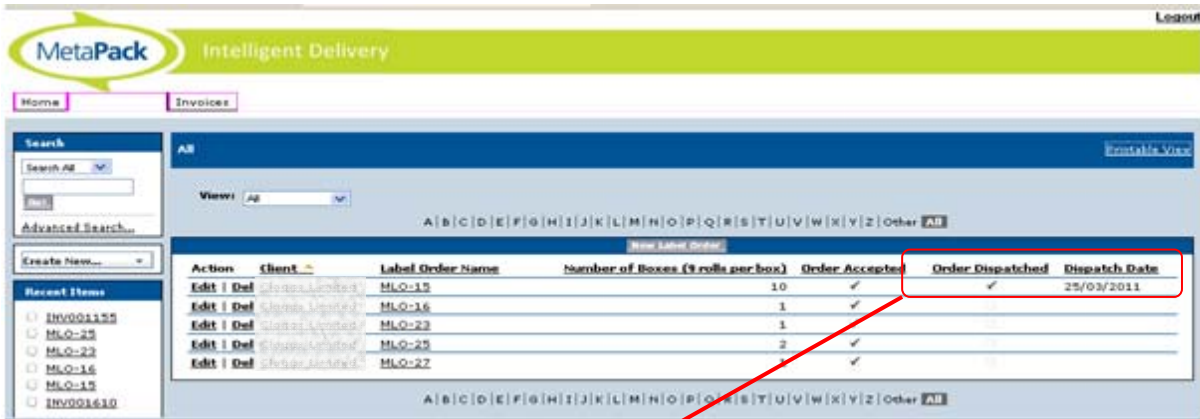 Logout
MetaPack Intelligent Delivery
Home Invoices
Search
Search All
Advanced Search...
Create New...
Recent Items
INV001155
MLO-25
MLO-23
MLO-16
MLO-15
INV001610
All Printable View
View: All
A|B|C|D|E|F|G|H|I|J|K|L|M|N|O|P|Q|R|S|T|U|V|W|X|Y|Z|Other All
New Label Order
Action Client Label Order Name Number of Boxes (9 rolls per box) Order Accepted Order Dispatched Dispatch Date
Edit | Del MLO-15 10 ✓ ✓ 25/03/2011
Edit | Del MLO-16 1 ✓
Edit | Del MLO-23 1
Edit | Del MLO-25 2 ✓
Edit | Del MLO-27 ✓
A|B|C|D|E|F|G|H|I|J|K|L|M|N|O|P|Q|R|S|T|U|V|W|X|Y|Z|Other All